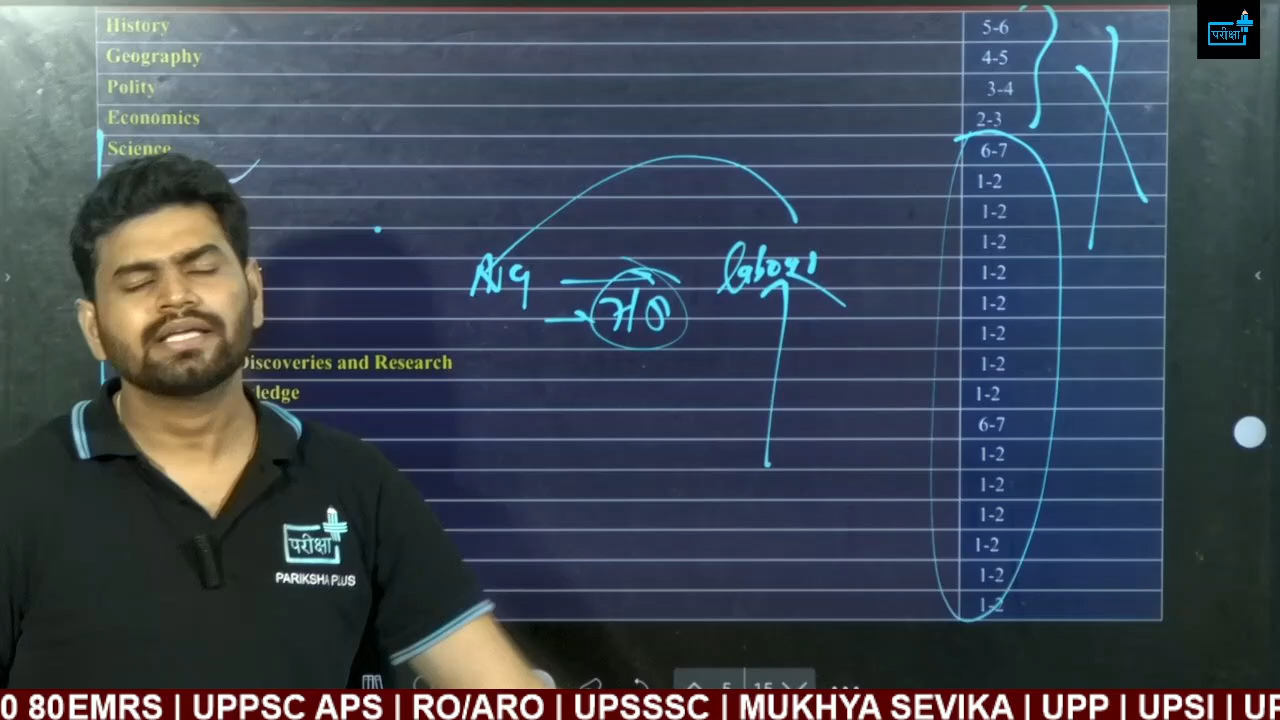 History 5-6
परीक्षा
Geography 4-5
Polity 3-4
Economics 2-3
Science 6-7
1-2
1-2
1-2
1-2
1-2
1-2
Discoveries and Research 1-2
ledge 1-2
6-7
1-2
1-2
1-2
1-2
1-2
1-2
परीक्षा
PARIKSHA PLUS
5 15
0 80EMRS | UPPSC APS | RO/ARO | UPSSSC | MUKHYA SEVIKA | UPP | UPSI | UP